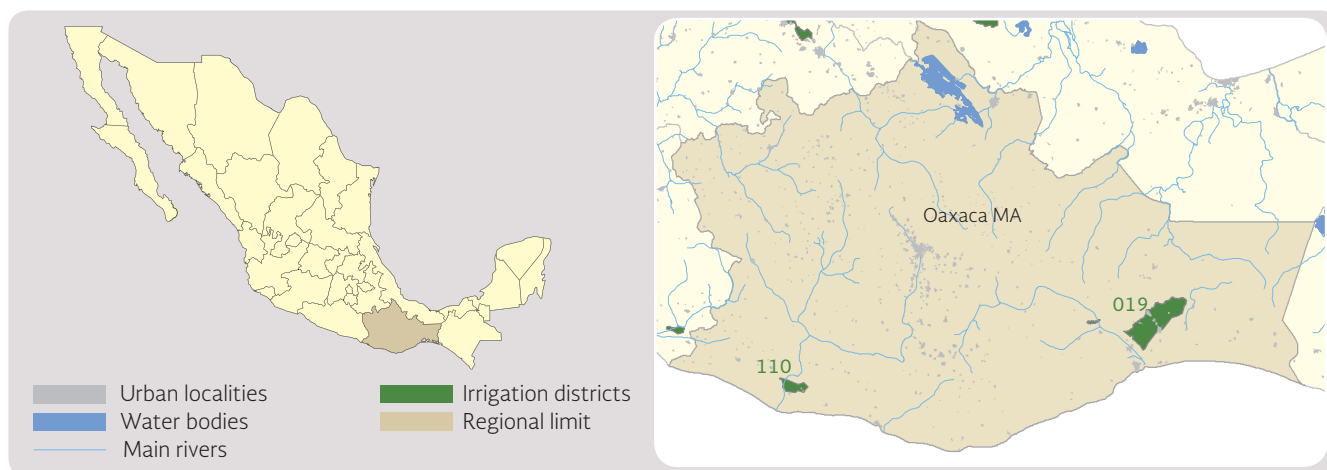 Urban localities
Water bodies
Main rivers
Irrigation districts
Regional limit
Oaxaca MA
019
110